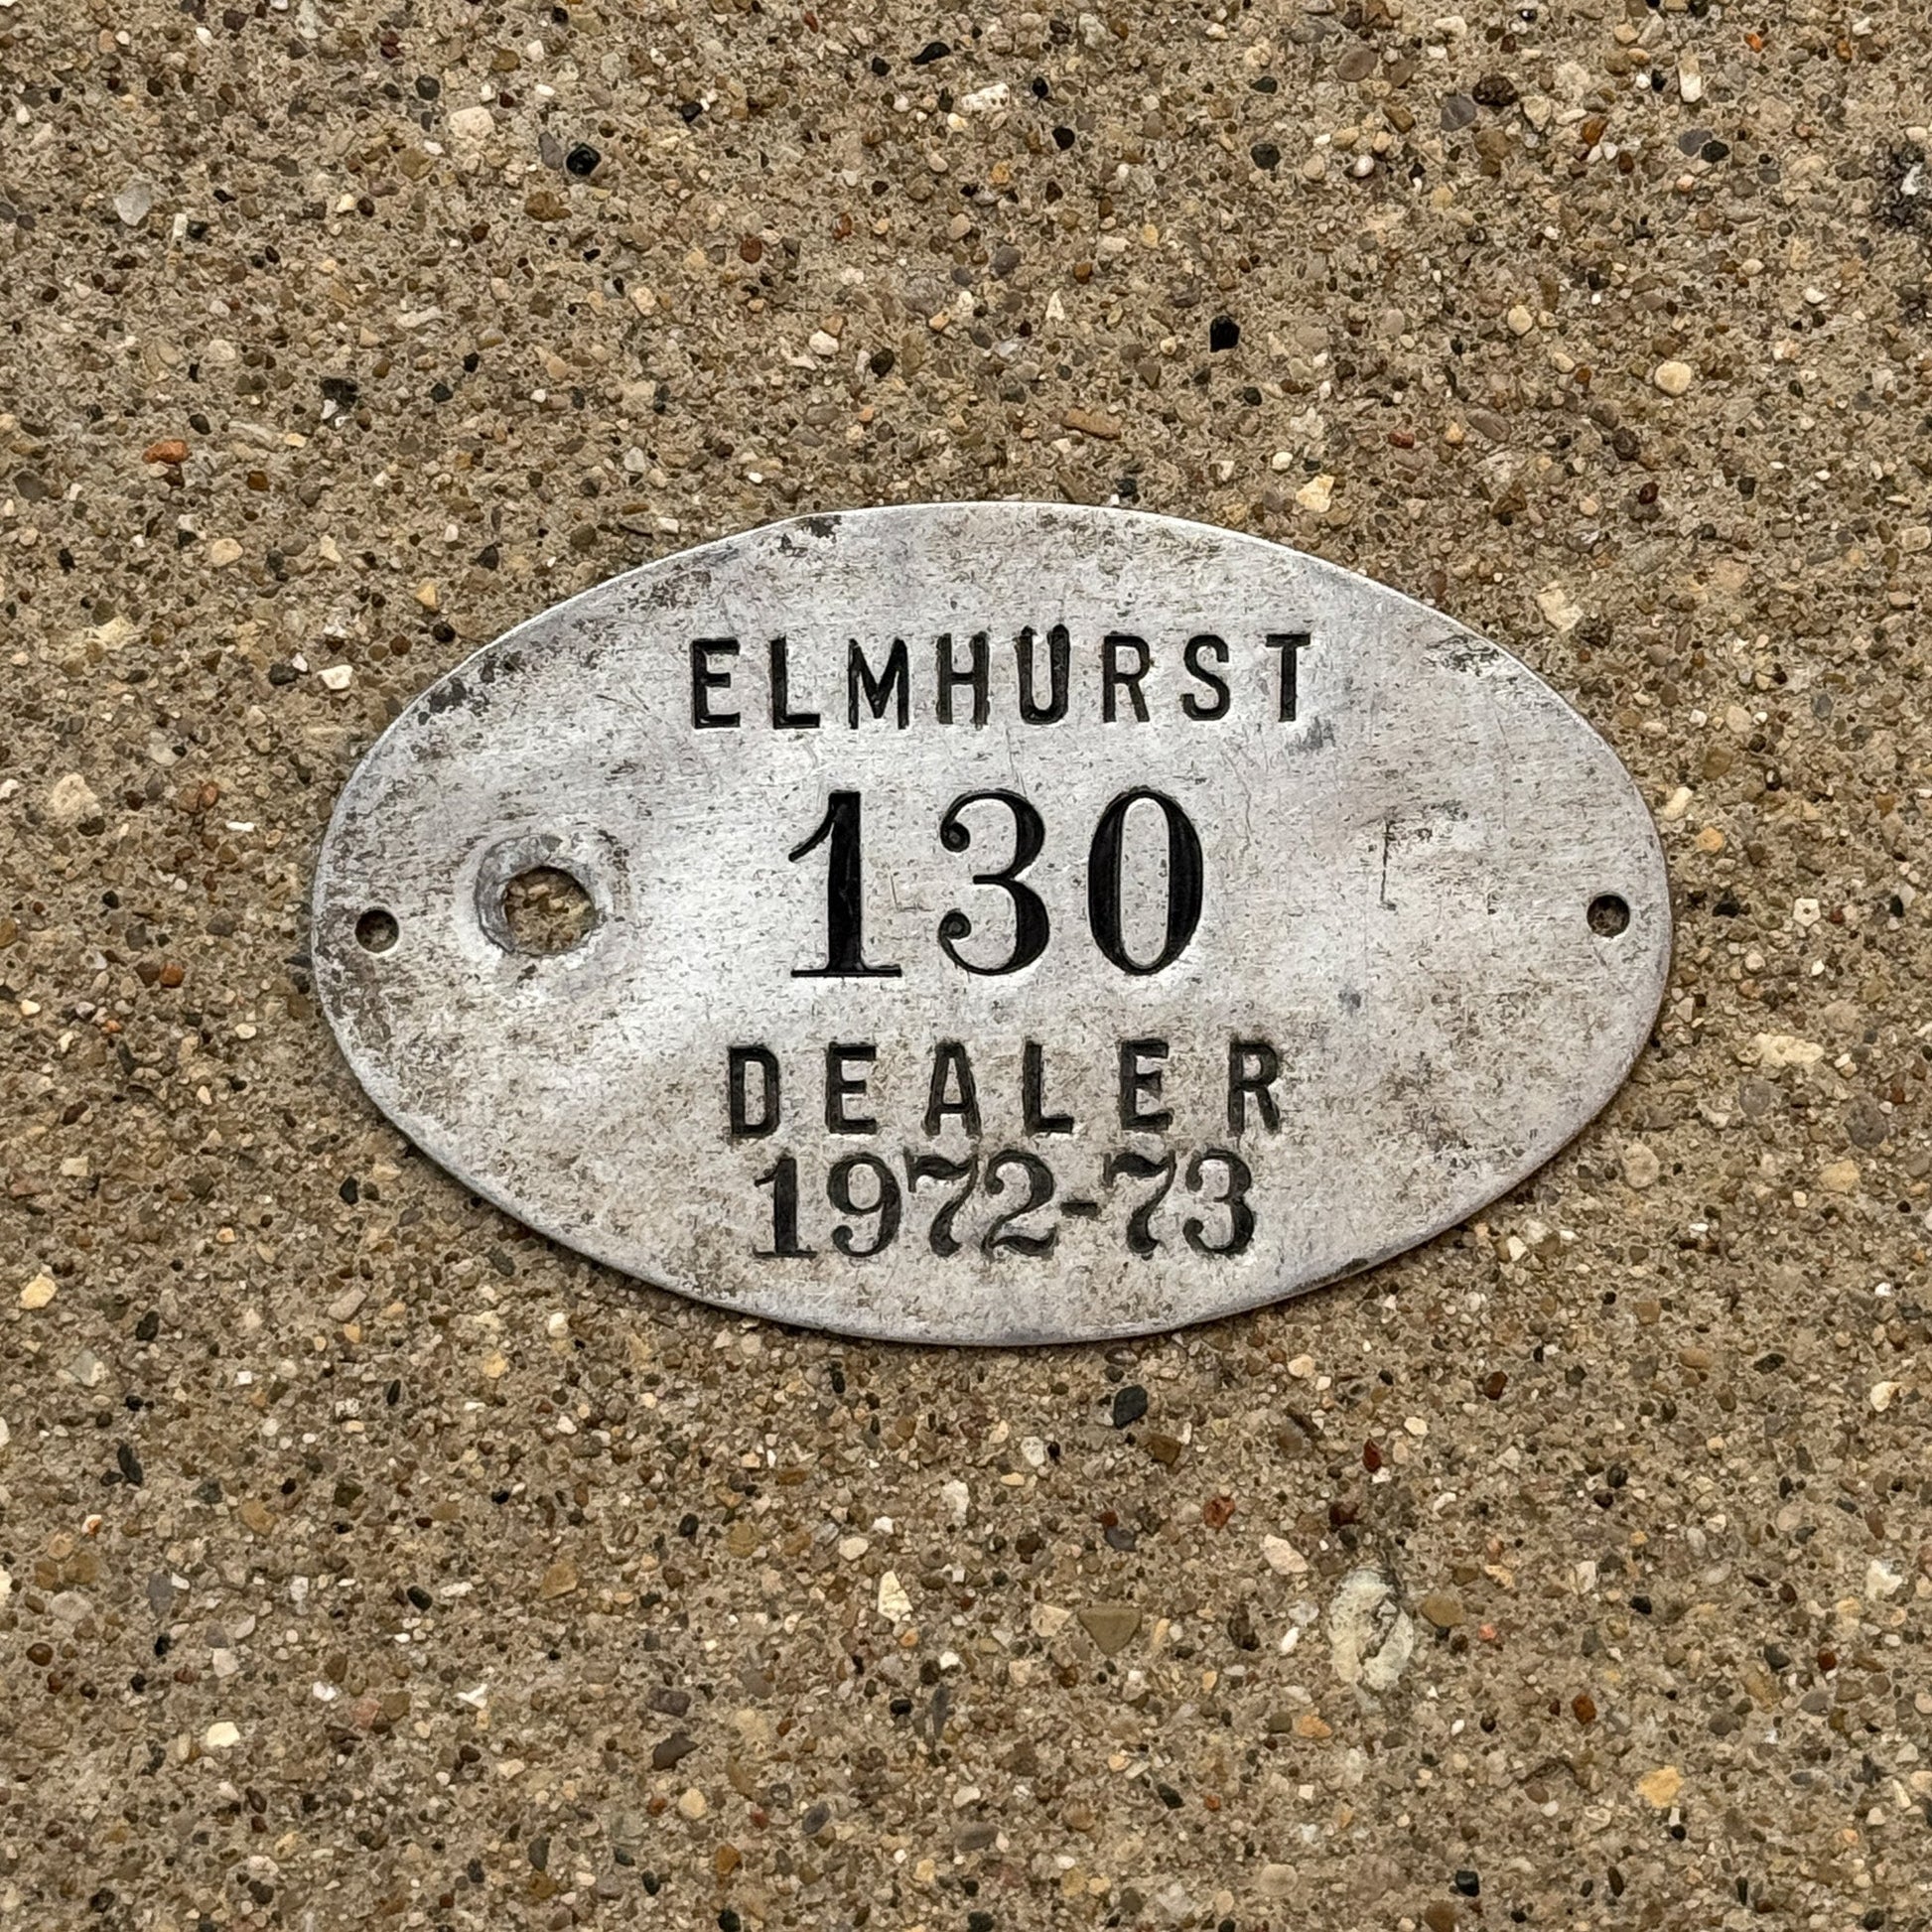 ELMHURST
130
DEALER
1972-73